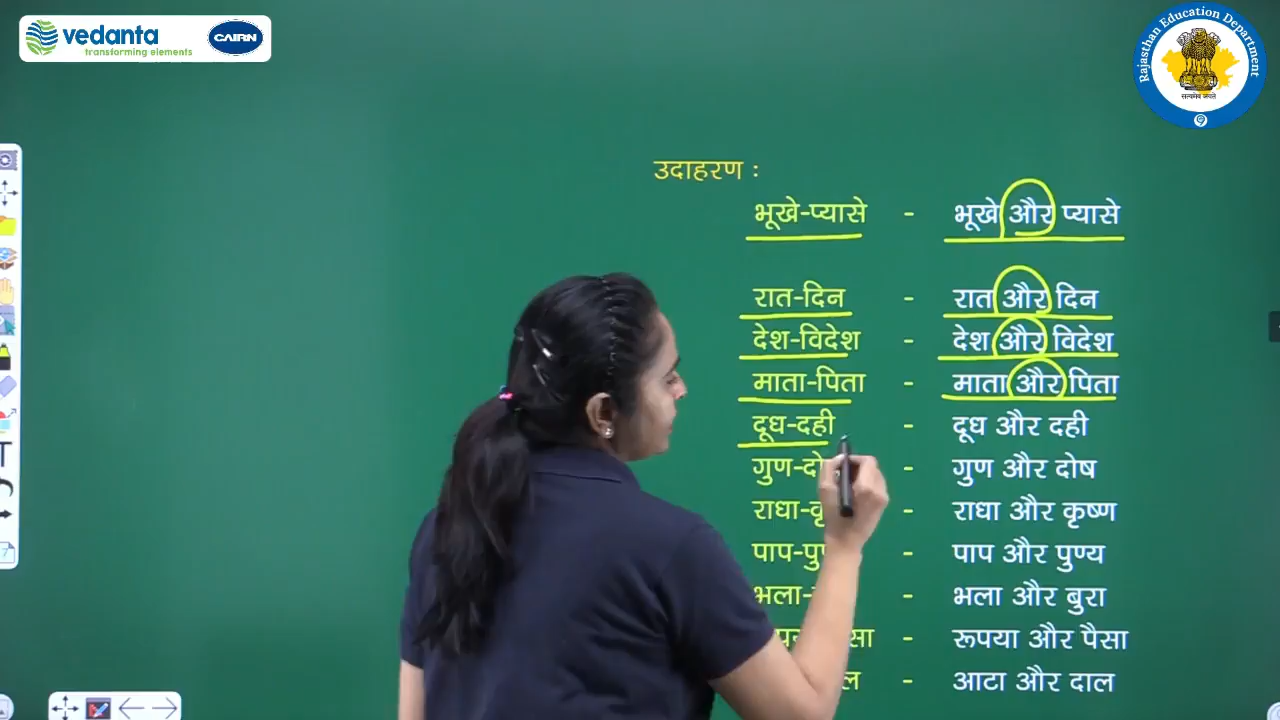 vedanta
transforming elements
CAIRN
Rajasthan Education Department
सत्यमेव जयते
उदाहरण :
भूखे-प्यासे - भूखे और प्यासे
रात-दिन - रात और दिन
देश-विदेश - देश और विदेश
माता-पिता - माता और पिता
दूध-दही - दूध और दही
गुण- - गुण और दोष
राधा- - राधा और कृष्ण
पाप- - पाप और पुण्य
भला- - भला और बुरा
- रूपया और पैसा
- आटा और दाल